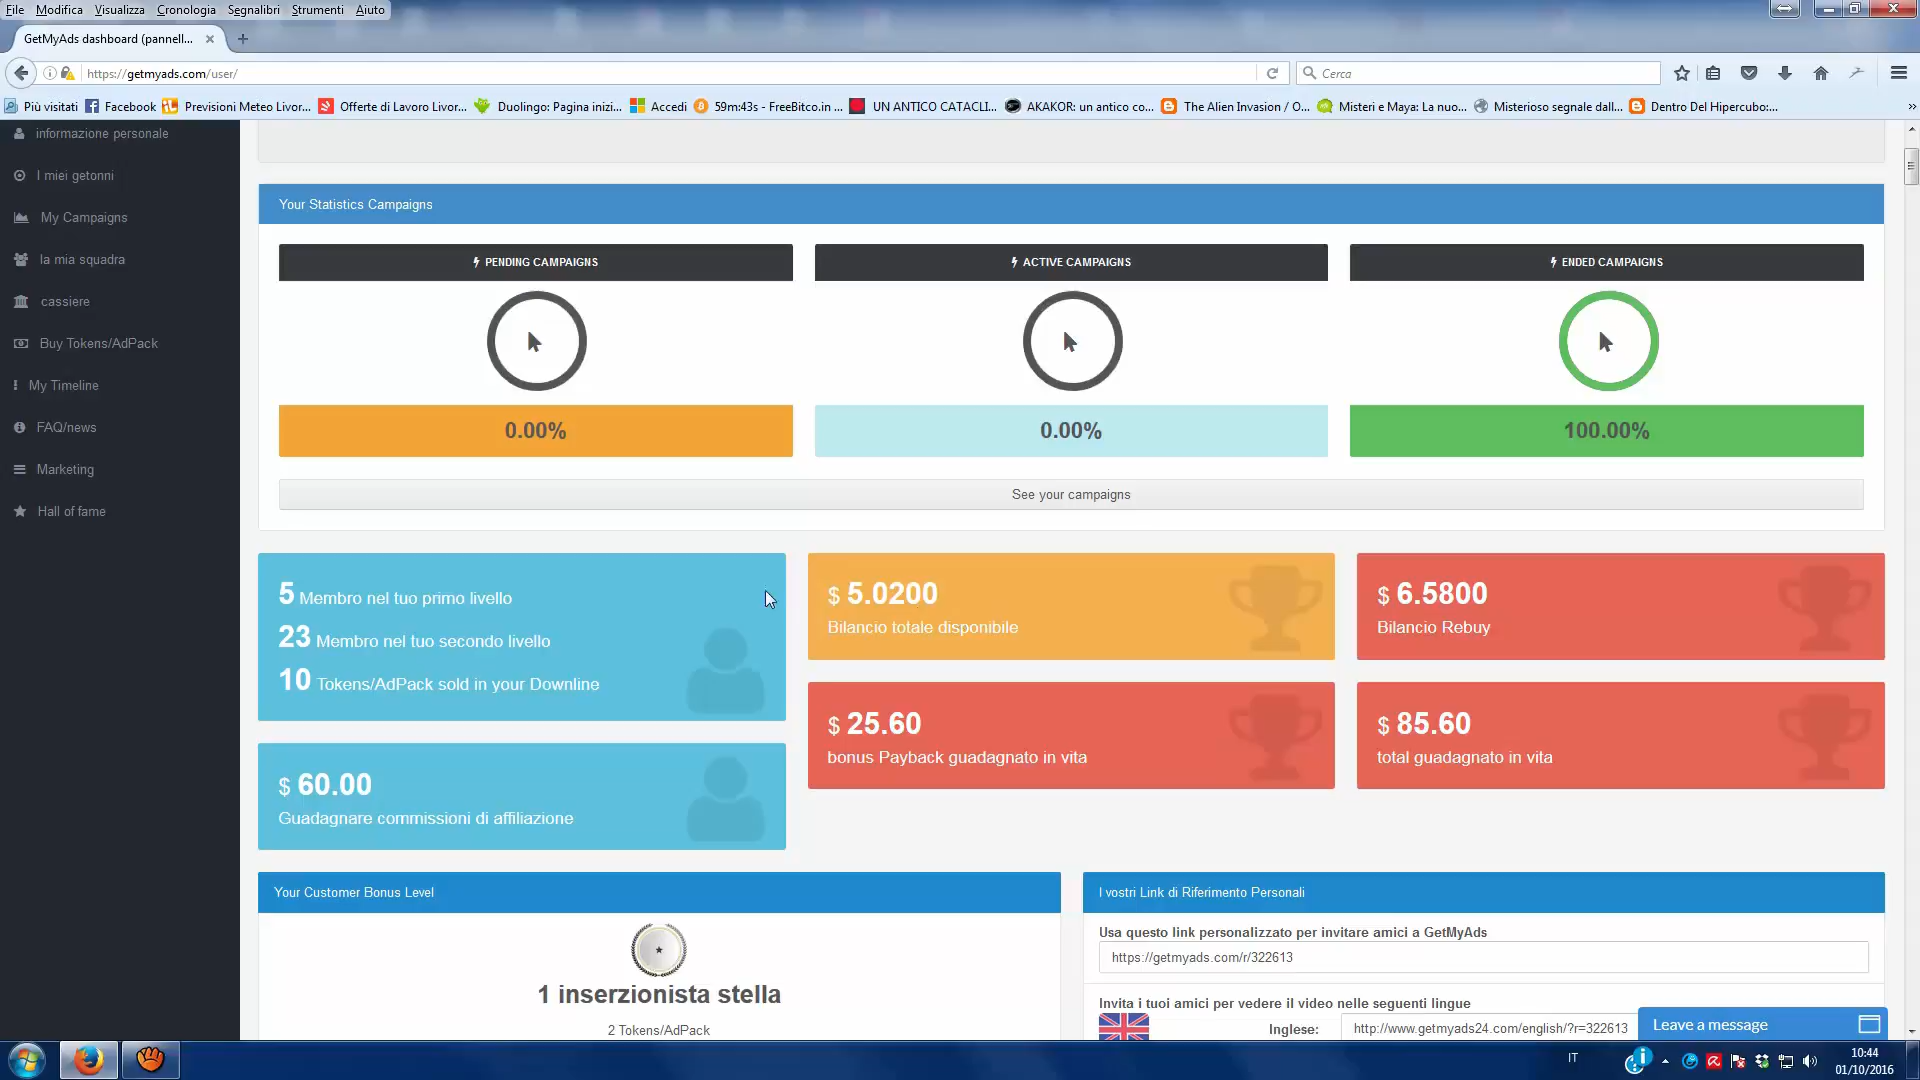 File Modifica Visualizza Cronologia Segnalibri Strumenti Aiuto
GetMyAds dashboard (pannell...
https://getmyads.com/user/
Cerca
Più visitati Facebook Previsioni Meteo Livor... Offerte di Lavoro Livor... Duolingo: Pagina inizi... Accedi 59m:43s - FreeBitco.in ... UN ANTICO CATACLI... AKAKOR: un antico co... The Alien Invasion / O... Misteri e Maya: La nuo... Misterioso segnale dall... Dentro Del Hipercubo:...
informazione personale
I miei getonni
My Campaigns
la mia squadra
cassiere
Buy Tokens/AdPack
My Timeline
FAQ/news
Marketing
Hall of fame
Your Statistics Campaigns
PENDING CAMPAIGNS
ACTIVE CAMPAIGNS
ENDED CAMPAIGNS
0.00%
0.00%
100.00%
See your campaigns
5 Membro nel tuo primo livello
23 Membro nel tuo secondo livello
10 Tokens/AdPack sold in your Downline
$ 60.00
Guadagnare commissioni di affiliazione
$ 5.0200
Bilancio totale disponibile
$ 25.60
bonus Payback guadagnato in vita
$ 6.5800
Bilancio Rebuy
$ 85.60
total guadagnato in vita
Your Customer Bonus Level
1 inserzionista stella
2 Tokens/AdPack
I vostri Link di Riferimento Personali
Usa questo link personalizzato per invitare amici a GetMyAds
https://getmyads.com/r/322613
Invita i tuoi amici per vedere il video nelle seguenti lingue
Inglese: http://www.getmyads24.com/english/?r=322613
Leave a message
IT
10:44
01/10/2016